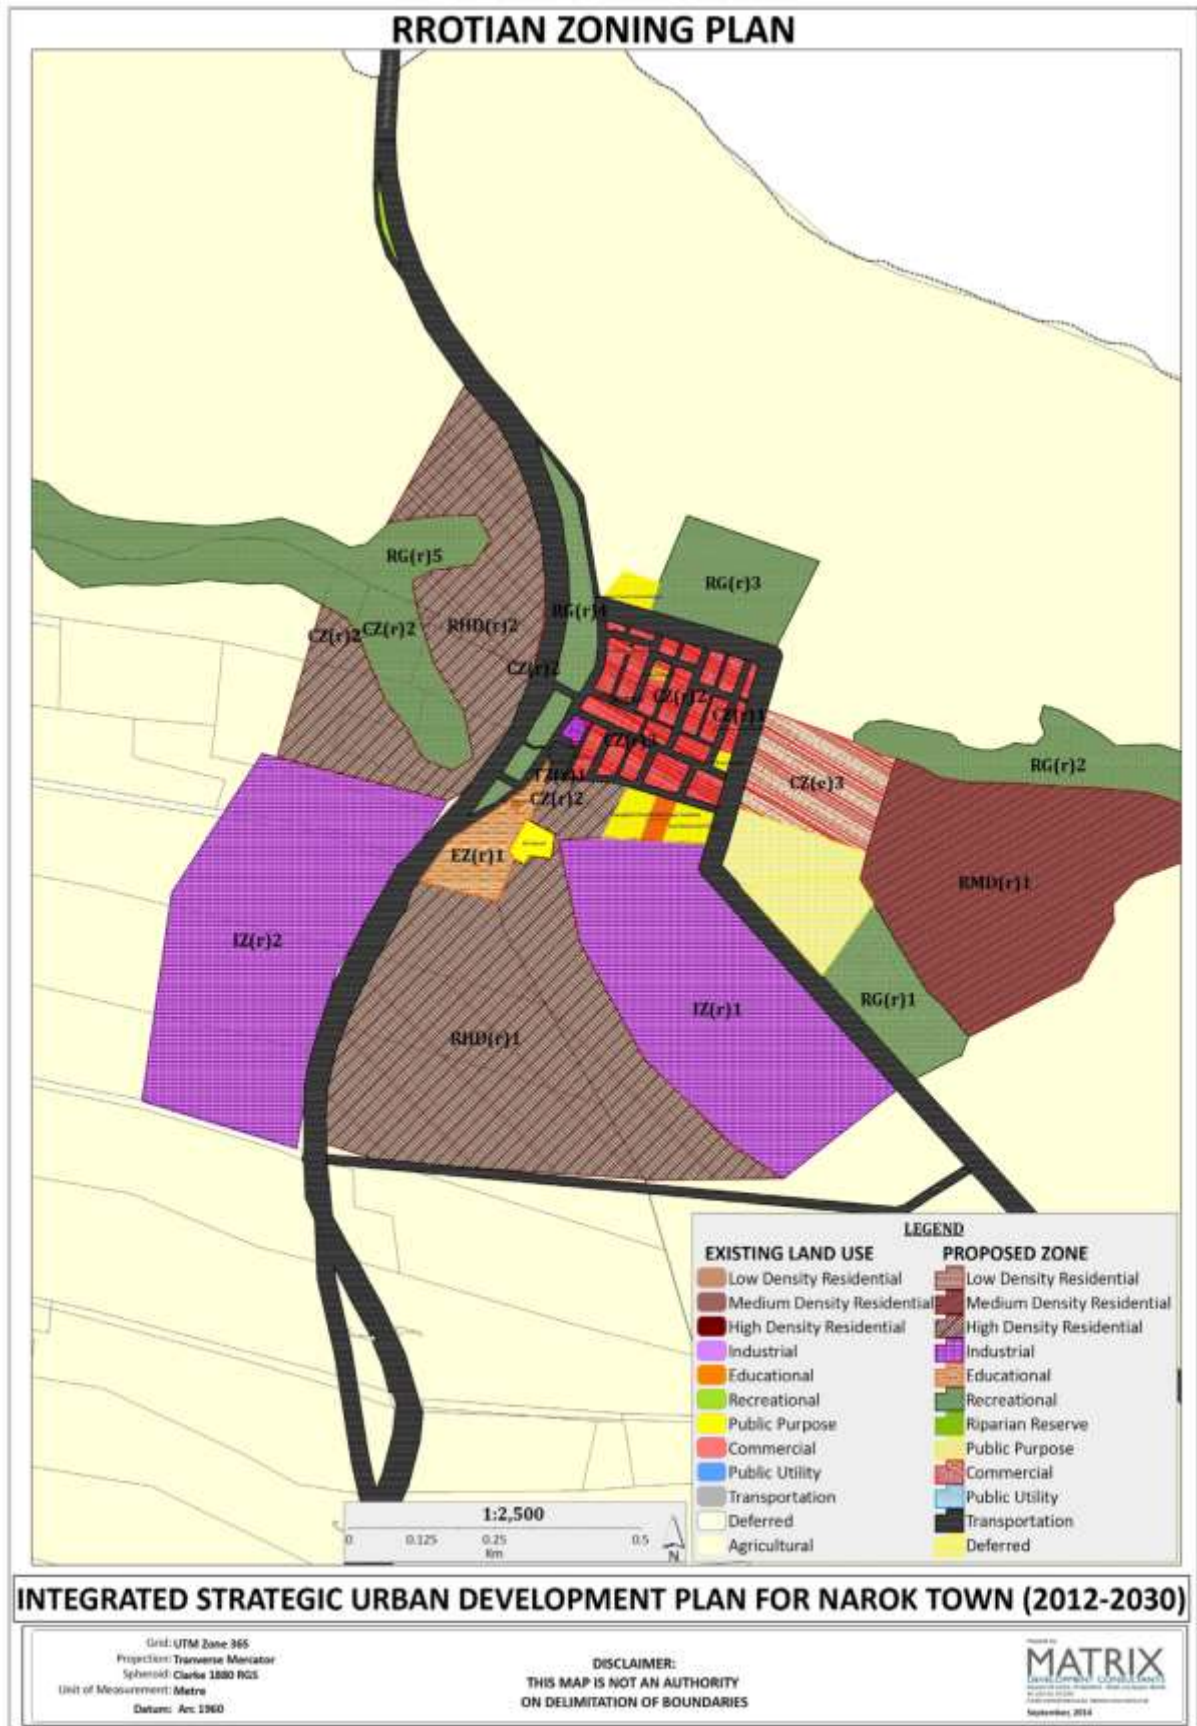 RROTIAN ZONING PLAN
RG(r)5
RG(r)3
RG(r)4
CZ(r)2
CZ(r)2
RHD(r)2
CZ(r)2
CZ(r)2
RG(r)2
CZ(e)3
CZ(r)2
EZ(r)1
RMD(r)1
IZ(r)2
RG(r)1
IZ(r)1
RHD(r)1
LEGEND
EXISTING LAND USE
Low Density Residential
Medium Density Residential
High Density Residential
Industrial
Educational
Recreational
Public Purpose
Commercial
Public Utility
Transportation
Deferred
Agricultural
PROPOSED ZONE
Low Density Residential
Medium Density Residential
High Density Residential
Industrial
Educational
Recreational
Riparian Reserve
Public Purpose
Commercial
Public Utility
Transportation
Deferred
1:2,500
0 0.125 0.25 0.5
Km
N
INTEGRATED STRATEGIC URBAN DEVELOPMENT PLAN FOR NAROK TOWN (2012-2030)
Grid: UTM Zone 36S
Projection: Tranverse Mercator
Spheroid: Clarke 1880 RGS
Unit of Measurement: Metre
Datum: Arc 1960
DISCLAIMER:
THIS MAP IS NOT AN AUTHORITY
ON DELIMITATION OF BOUNDARIES
MATRIX
DEVELOPMENT CONSULTANTS
September, 2014